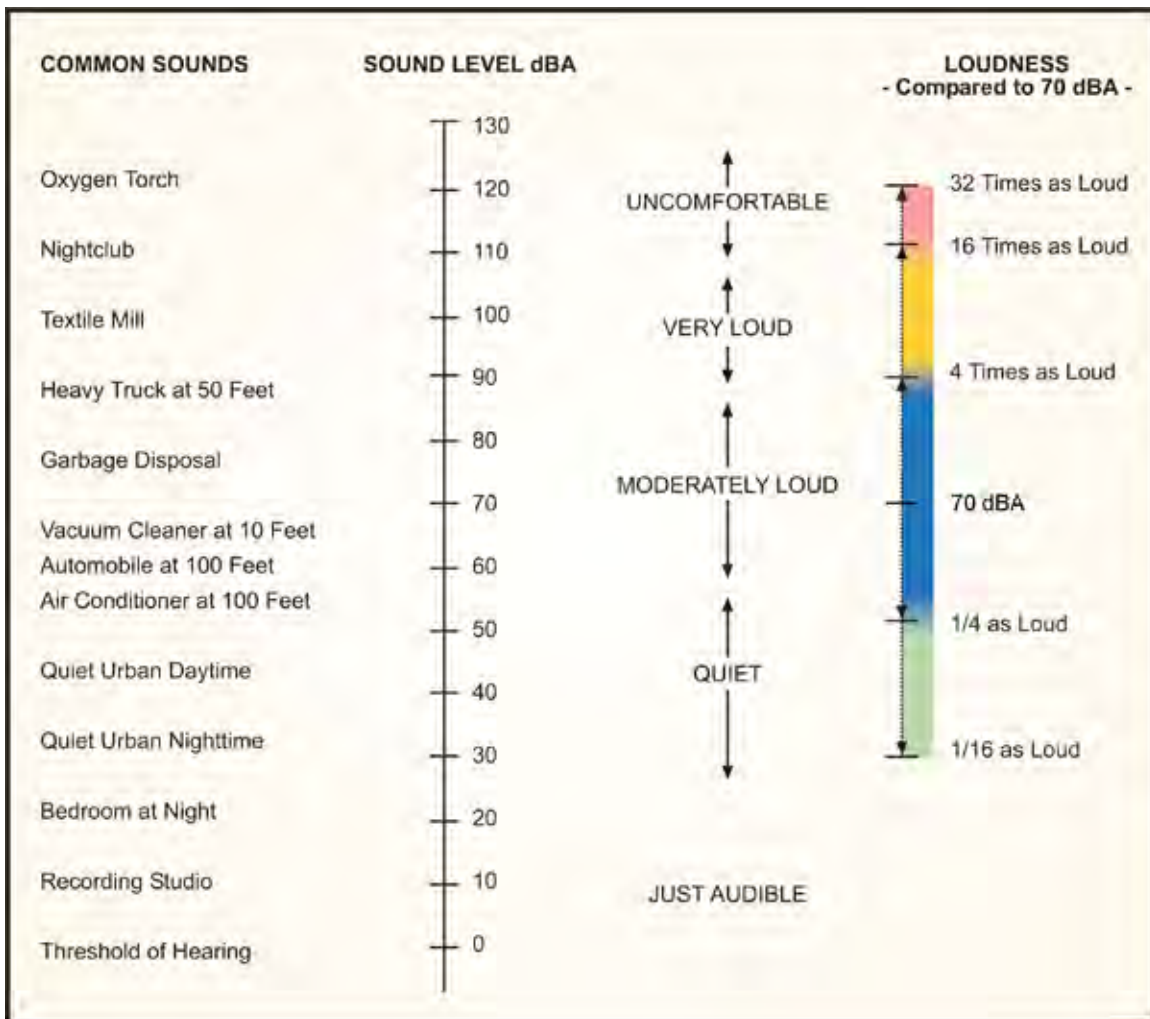 COMMON SOUNDS
SOUND LEVEL dBA
LOUDNESS
- Compared to 70 dBA -
130
Oxygen Torch
120
UNCOMFORTABLE
32 Times as Loud
Nightclub
110
16 Times as Loud
Textile Mill
100
VERY LOUD
Heavy Truck at 50 Feet
90
4 Times as Loud
80
Garbage Disposal
MODERATELY LOUD
70
70 dBA
Vacuum Cleaner at 10 Feet
Automobile at 100 Feet
60
Air Conditioner at 100 Feet
50
1/4 as Loud
Quiet Urban Daytime
QUIET
40
Quiet Urban Nighttime
30
1/16 as Loud
Bedroom at Night
20
Recording Studio
10
JUST AUDIBLE
Threshold of Hearing
0